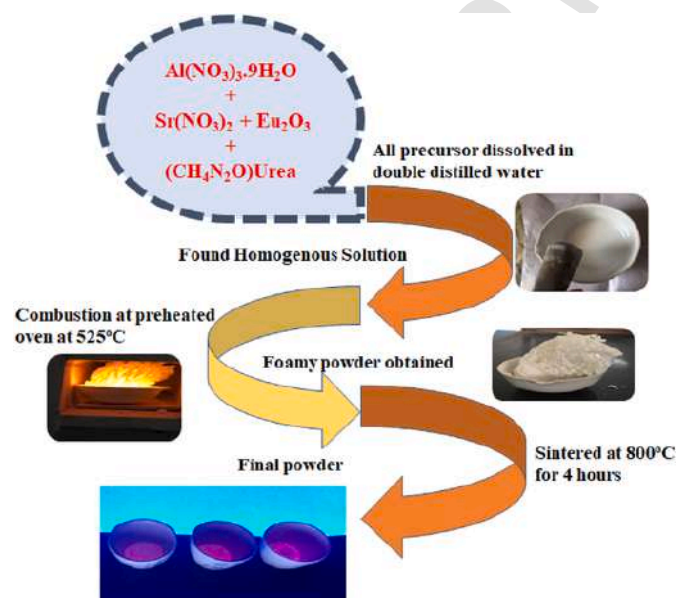 Al(NO₃)₃.9H₂O
+
Sr(NO₃)₂ + Eu₂O₃
+
(CH₄N₂O)Urea
All precursor dissolved in
double distilled water
Found Homogenous Solution
Combustion at preheated
oven at 525°C
Foamy powder obtained
Sintered at 800°C
for 4 hours
Final powder